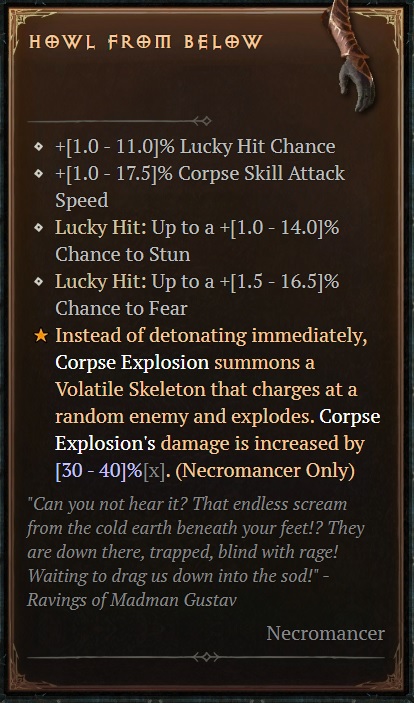 HOWL FROM BELOW
+[1.0 - 11.0]% Lucky Hit Chance
+[1.0 - 17.5]% Corpse Skill Attack
Speed
Lucky Hit: Up to a +[1.0 - 14.0]%
Chance to Stun
Lucky Hit: Up to a +[1.5 - 16.5]%
Chance to Fear
Instead of detonating immediately,
Corpse Explosion summons a
Volatile Skeleton that charges at a
random enemy and explodes. Corpse
Explosion's damage is increased by
[30 - 40]%[x]. (Necromancer Only)
"Can you not hear it? That endless scream
from the cold earth beneath your feet!? They
are down there, trapped, blind with rage!
Waiting to drag us down into the sod!" -
Ravings of Madman Gustav
Necromancer